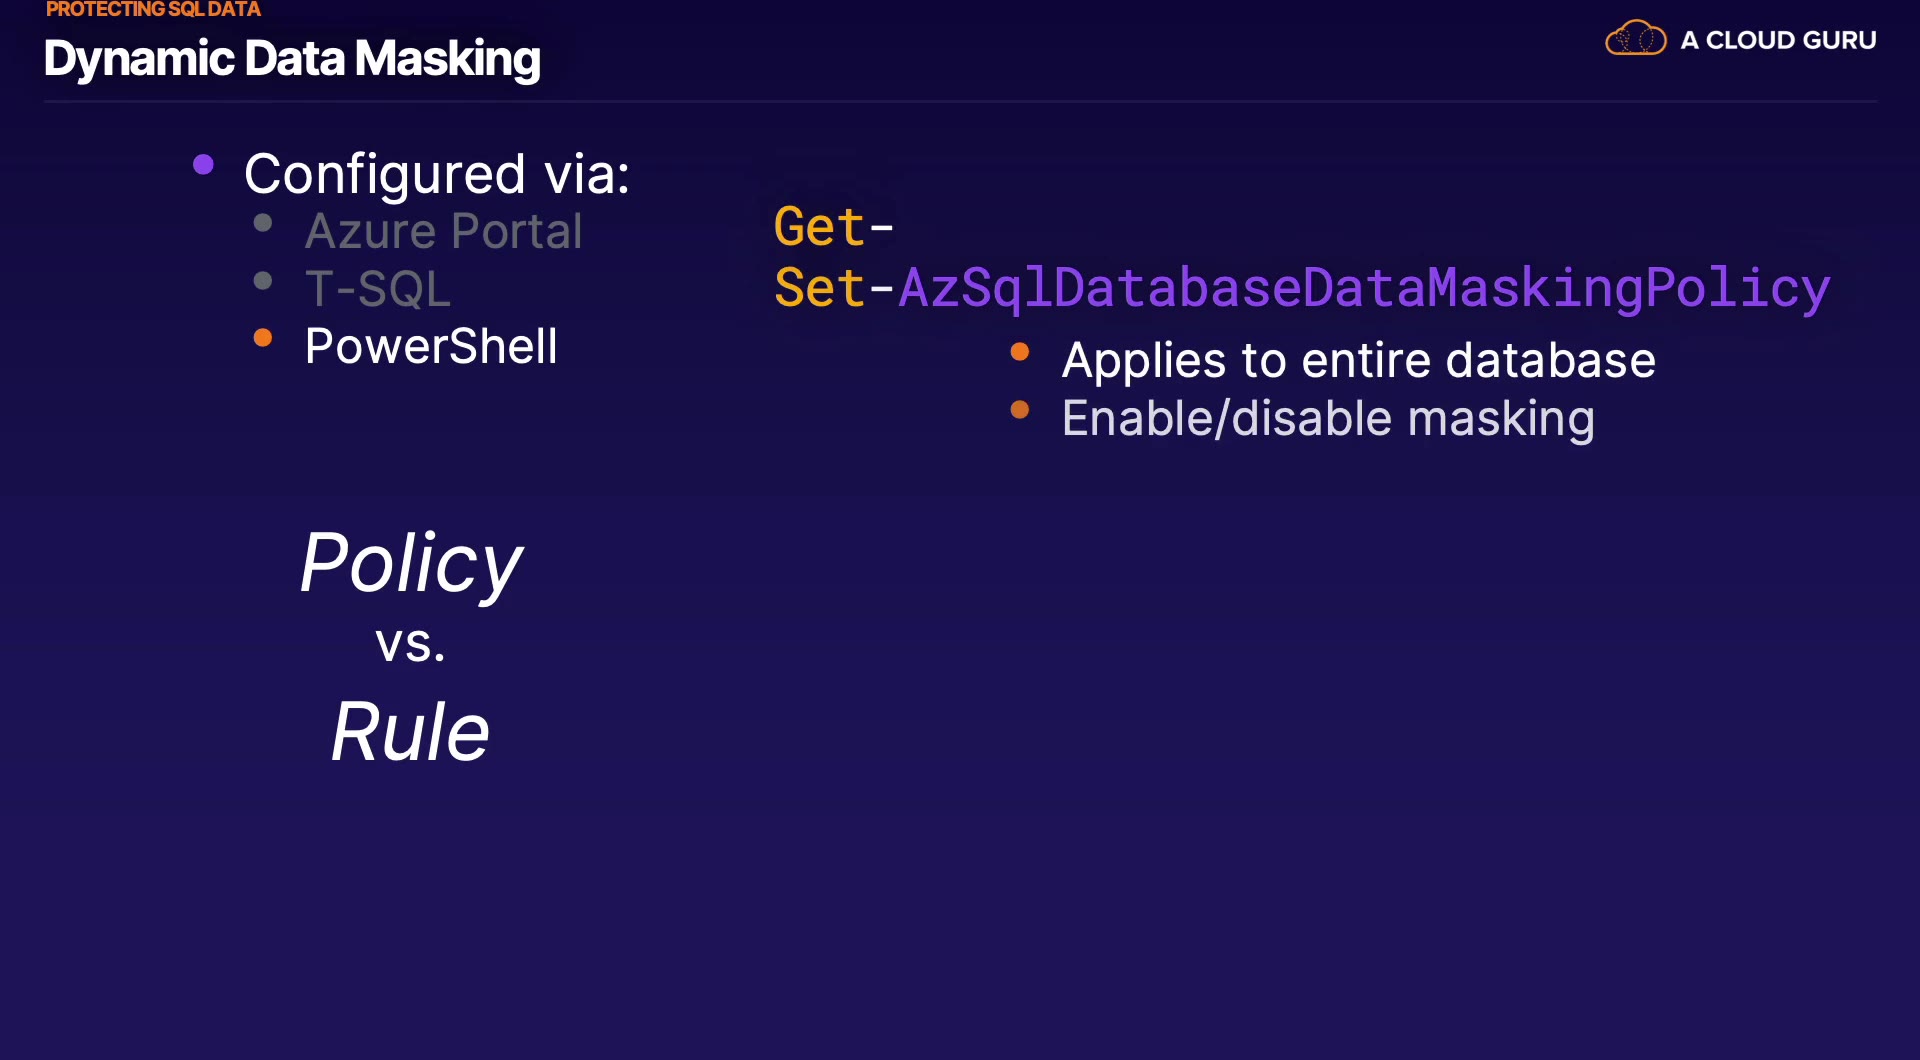 PROTECTING SQL DATA
Dynamic Data Masking
A CLOUD GURU
Configured via:
Azure Portal
T-SQL
PowerShell
Get-
Set-AzSqlDatabaseDataMaskingPolicy
Applies to entire database
Enable/disable masking
Policy
vs.
Rule